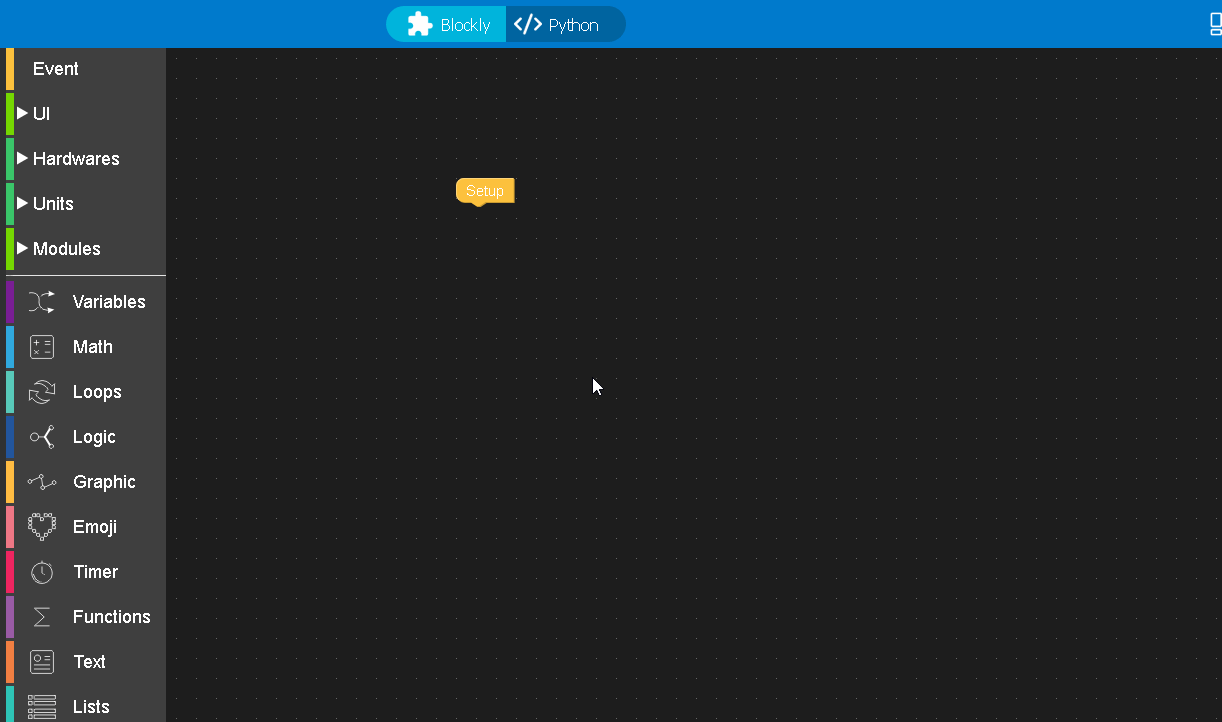 Blockly
Python
Event
UI
Hardwares
Units
Modules
Variables
Math
Loops
Logic
Graphic
Emoji
Timer
Functions
Text
Lists
Setup